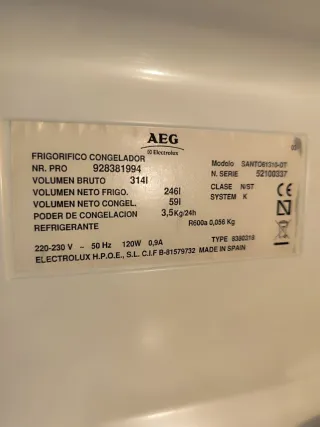 AEG
Electrolux
FRIGORIFICO CONGELADOR
Modelo SANTO61310-DT
NR. PRO 928381994
N. SERIE 52100337
VOLUMEN BRUTO 314l
CLASE N/ST
VOLUMEN NETO FRIGO. 246l
SYSTEM K
VOLUMEN NETO CONGEL. 59l
PODER DE CONGELACION 3,5Kg/24h
REFRIGERANTE R600a 0,056 Kg
220-230 V ~ 50 Hz 120W 0,9A TYPE 8380318
ELECTROLUX H.P.O.E., S.L. C.I.F B-81579732 MADE IN SPAIN
CE